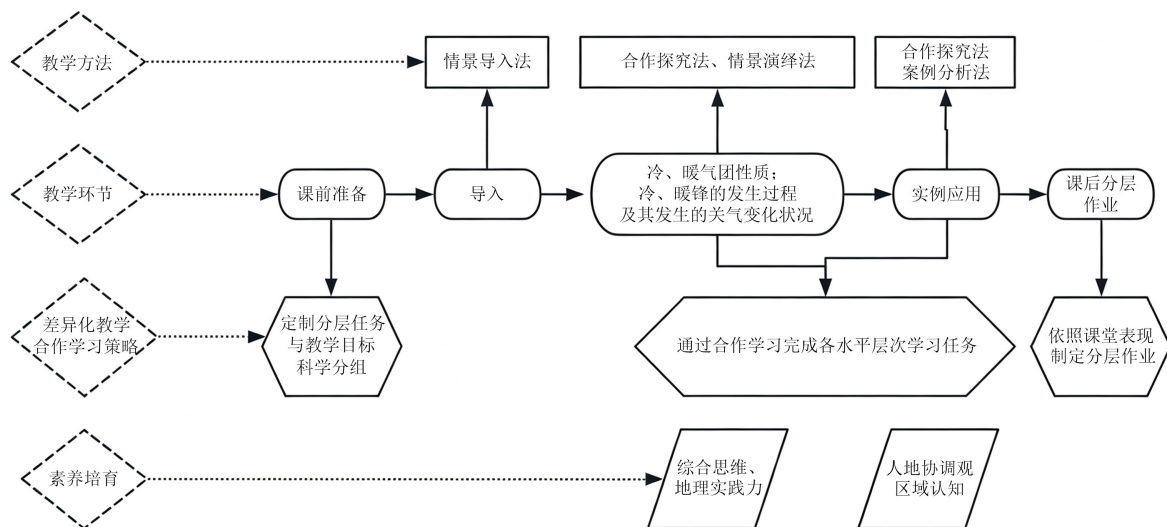 教学方法
情景导入法
合作探究法、情景演绎法
合作探究法
案例分析法
教学环节
课前准备
导入
冷、暖气团性质；
冷、暖锋的发生过程
及其发生的关气变化状况
实例应用
课后分层
作业
差异化教学
合作学习策略
定制分层任务
与教学目标
科学分组
通过合作学习完成各水平层次学习任务
依照课堂表现
制定分层作业
素养培育
综合思维、
地理实践力
人地协调观
区域认知